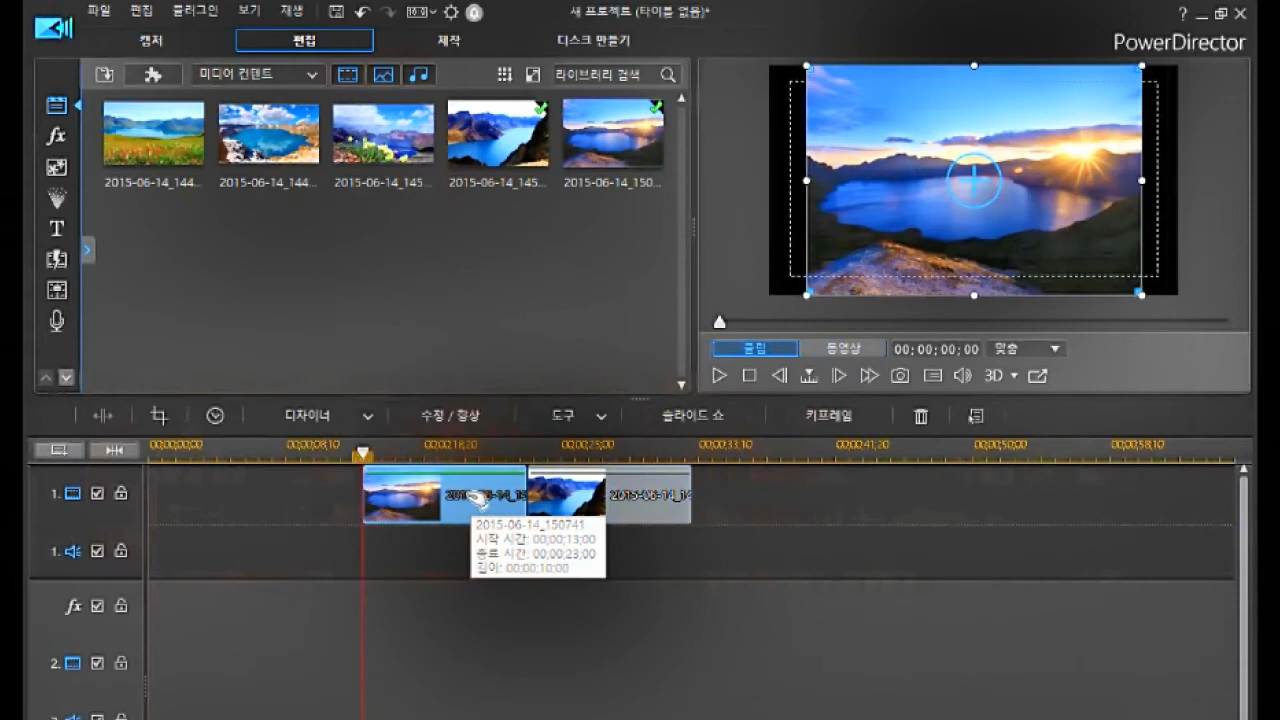 파일 편집 플러그인 보기 재생 새 프로젝트 (타이틀 없음)* ?
캡처 편집 제작 디스크 만들기
PowerDirector
미디어 컨텐트 라이브러리 검색
2015-06-14_144... 2015-06-14_144... 2015-06-14_145... 2015-06-14_145... 2015-06-14_150...
fx
T
클립 동영상 00;00;00;00 맞춤
3D
디자이너 수정 / 향상 도구 슬라이드 쇼 키프레임
00;00;00;00 00;00;08;10 00;00;16;20 00;00;25;00 00;00;33;10 00;00;41;20 00;00;50;00 00;00;58;10
1. 2015-06-14_15 2015-06-14_14
2015-06-14_150741
시작 시간: 00;00;13;00
종료 시간: 00;00;23;00
길이: 00;00;10;00
1.
fx
2.